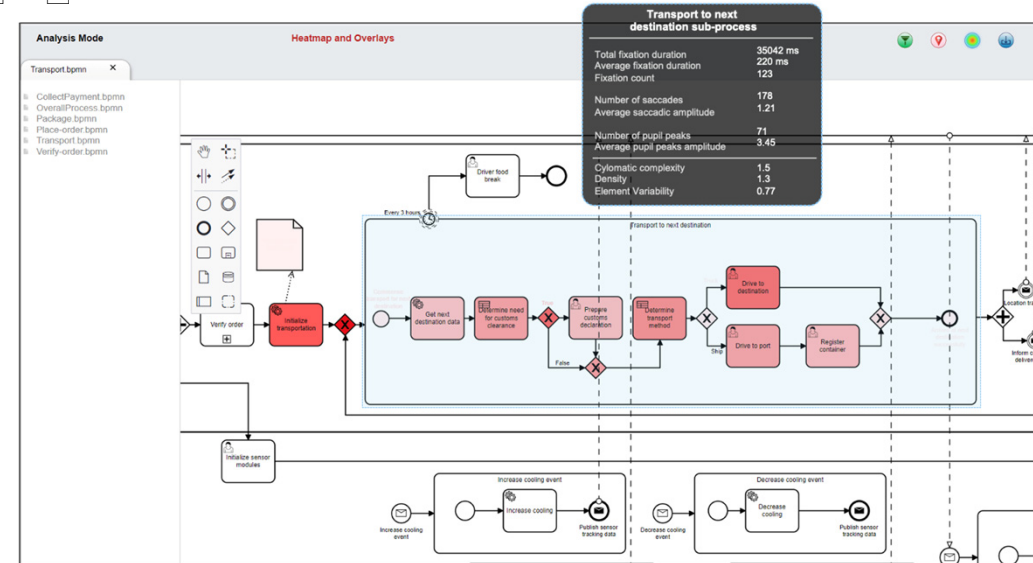 Transport to next
destination sub-process
Analysis Mode
Heatmap and Overlays
Total fixation duration 35042 ms
Average fixation duration 220 ms
Fixation count 123
Number of saccades 178
Average saccadic amplitude 1.21
Number of pupil peaks 71
Average pupil peaks amplitude 3.45
Cylomatic complexity 1.5
Density 1.3
Element Variability 0.77
Transport.bpmn X
CollectPayment.bpmn
OverallProcess.bpmn
Package.bpmn
Place-order.bpmn
Transport.bpmn
Verify-order.bpmn
Driver food
break
Every 3 hours
Transport to next destination
Verify order
Initialize
transportation
Get next
destination data
Determine need
for customs
clearance
True
False
Prepare
customs
declaration
Determine
transport
method
Drive to
destination
Ship
Drive to port
Register
container
Location tra
Inform c
deliver
Initialize sensor
modules
Increase cooling event
Increase cooling
event
Increase cooling
Publish sensor
tracking data
Decrease cooling event
Decrease cooling
event
Decrease
cooling
Publish sensor
tracking data